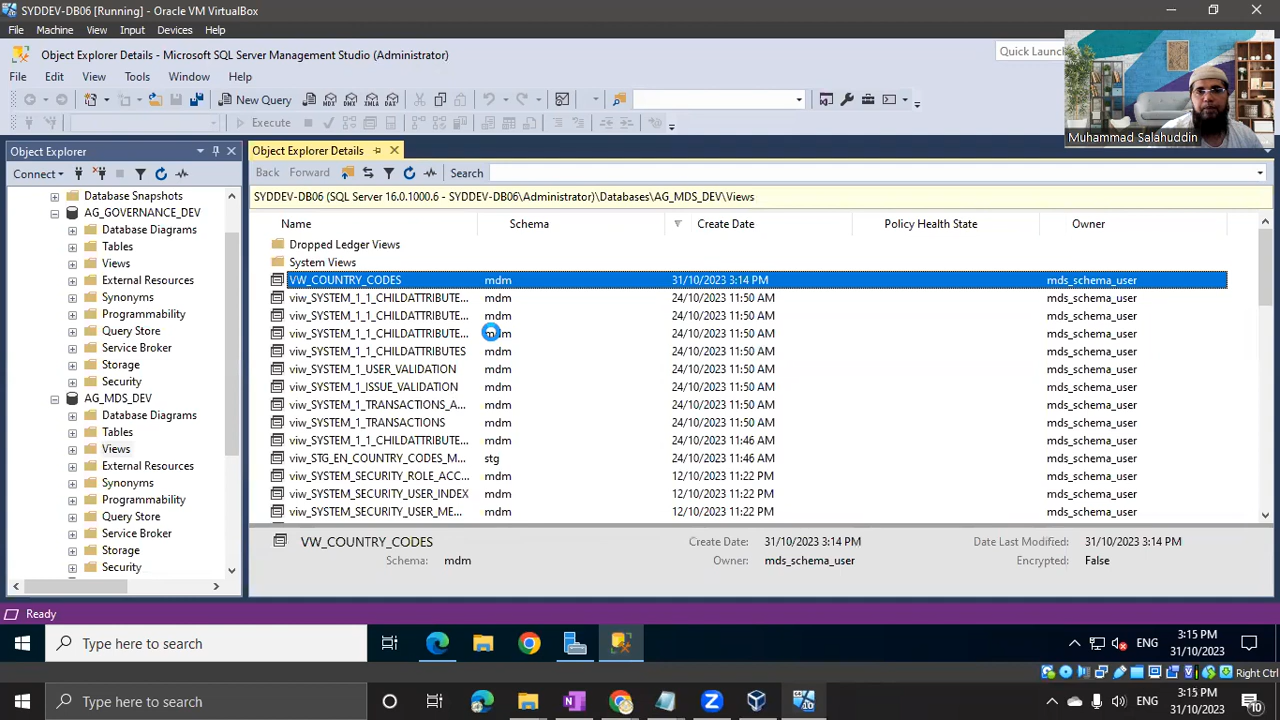 SYDDEV-DB06 [Running] - Oracle VM VirtualBox
File Machine View Input Devices Help
Object Explorer Details - Microsoft SQL Server Management Studio (Administrator)
Quick Launch
File Edit View Tools Window Help
New Query
Execute
Muhammad Salahuddin
Object Explorer
Object Explorer Details
Connect
Back Forward Search
Database Snapshots
AG_GOVERNANCE_DEV
Database Diagrams
Tables
Views
External Resources
Synonyms
Programmability
Query Store
Service Broker
Storage
Security
AG_MDS_DEV
Database Diagrams
Tables
Views
External Resources
Synonyms
Programmability
Query Store
Service Broker
Storage
Security
SYDDEV-DB06 (SQL Server 16.0.1000.6 - SYDDEV-DB06\Administrator)\Databases\AG_MDS_DEV\Views
Name Schema Create Date Policy Health State Owner
Dropped Ledger Views
System Views
VW_COUNTRY_CODES mdm 31/10/2023 3:14 PM mds_schema_user
viw_SYSTEM_1_1_CHILDATTRIBUTE... mdm 24/10/2023 11:50 AM mds_schema_user
viw_SYSTEM_1_1_CHILDATTRIBUTE... mdm 24/10/2023 11:50 AM mds_schema_user
viw_SYSTEM_1_1_CHILDATTRIBUTE... mdm 24/10/2023 11:50 AM mds_schema_user
viw_SYSTEM_1_1_CHILDATTRIBUTES mdm 24/10/2023 11:50 AM mds_schema_user
viw_SYSTEM_1_USER_VALIDATION mdm 24/10/2023 11:50 AM mds_schema_user
viw_SYSTEM_1_ISSUE_VALIDATION mdm 24/10/2023 11:50 AM mds_schema_user
viw_SYSTEM_1_TRANSACTIONS_A... mdm 24/10/2023 11:50 AM mds_schema_user
viw_SYSTEM_1_TRANSACTIONS mdm 24/10/2023 11:50 AM mds_schema_user
viw_SYSTEM_1_1_CHILDATTRIBUTE... mdm 24/10/2023 11:46 AM mds_schema_user
viw_STG_EN_COUNTRY_CODES_M... stg 24/10/2023 11:46 AM mds_schema_user
viw_SYSTEM_SECURITY_ROLE_ACC... mdm 12/10/2023 11:22 PM mds_schema_user
viw_SYSTEM_SECURITY_USER_INDEX mdm 12/10/2023 11:22 PM mds_schema_user
viw_SYSTEM_SECURITY_USER_ME... mdm 12/10/2023 11:22 PM mds_schema_user
VW_COUNTRY_CODES Create Date: 31/10/2023 3:14 PM Date Last Modified: 31/10/2023 3:14 PM
Schema: mdm Owner: mds_schema_user Encrypted: False
Ready
Type here to search
ENG
3:15 PM
31/10/2023
Right Ctrl
Type here to search
ENG
3:15 PM
31/10/2023
10